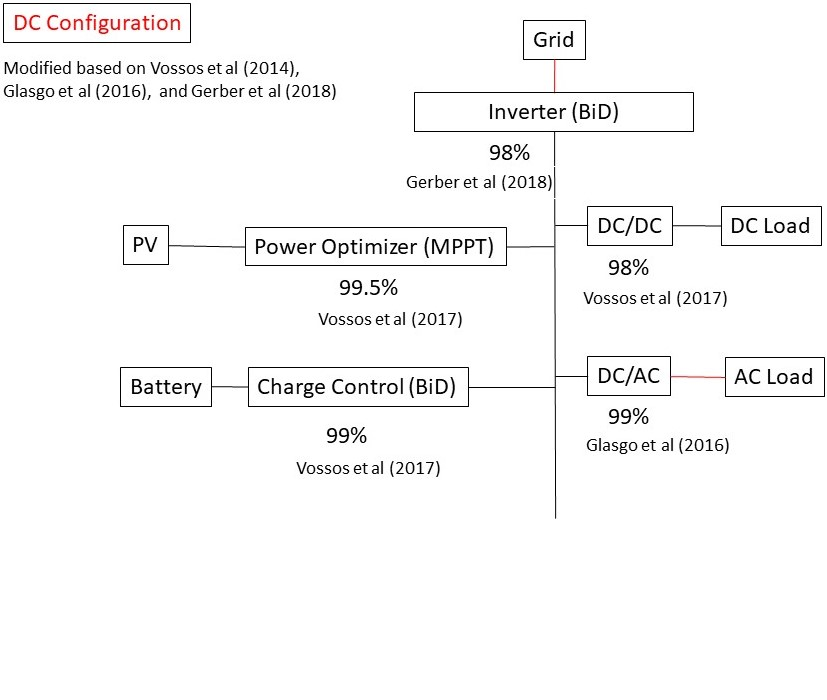 DC Configuration
Modified based on Vossos et al (2014),
Glasgo et al (2016), and Gerber et al (2018)
Grid
Inverter (BiD)
98%
Gerber et al (2018)
PV
Power Optimizer (MPPT)
99.5%
Vossos et al (2017)
DC/DC
DC Load
98%
Vossos et al (2017)
Battery
Charge Control (BiD)
99%
Vossos et al (2017)
DC/AC
AC Load
99%
Glasgo et al (2016)